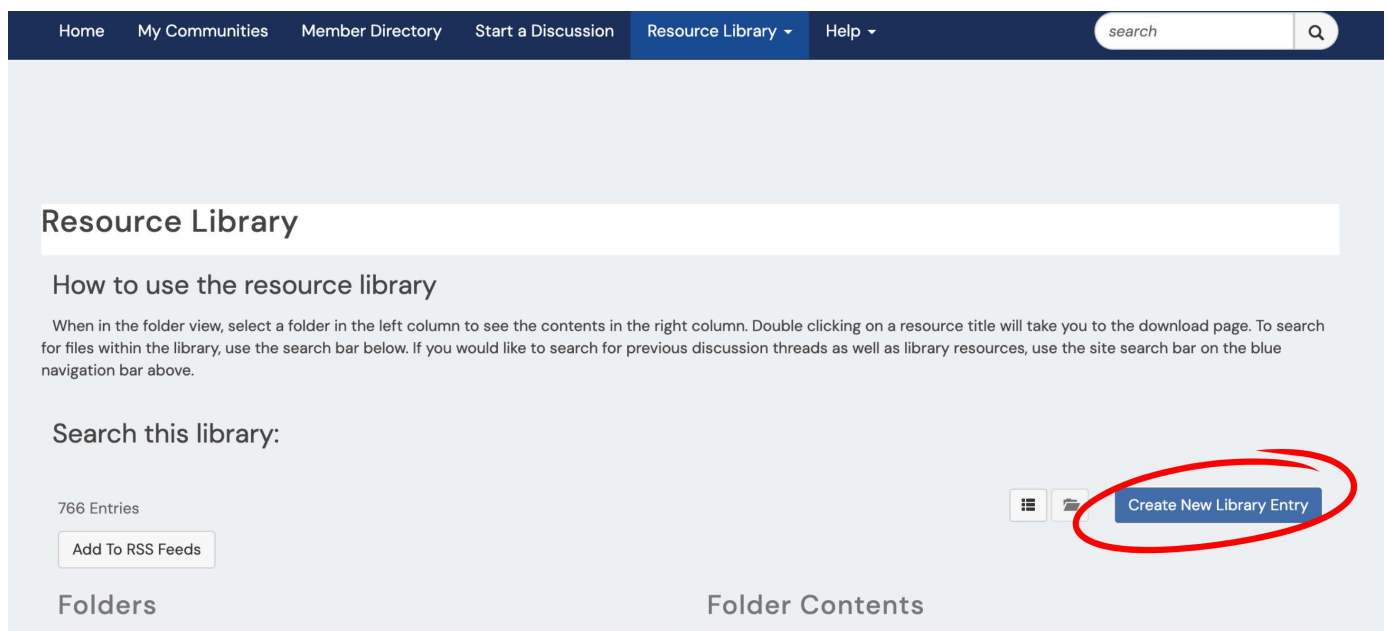 Home My Communities Member Directory Start a Discussion Resource Library Help search
Resource Library
How to use the resource library
When in the folder view, select a folder in the left column to see the contents in the right column. Double clicking on a resource title will take you to the download page. To search
for files within the library, use the search bar below. If you would like to search for previous discussion threads as well as library resources, use the site search bar on the blue
navigation bar above.
Search this library:
766 Entries
Create New Library Entry
Add To RSS Feeds
Folders
Folder Contents